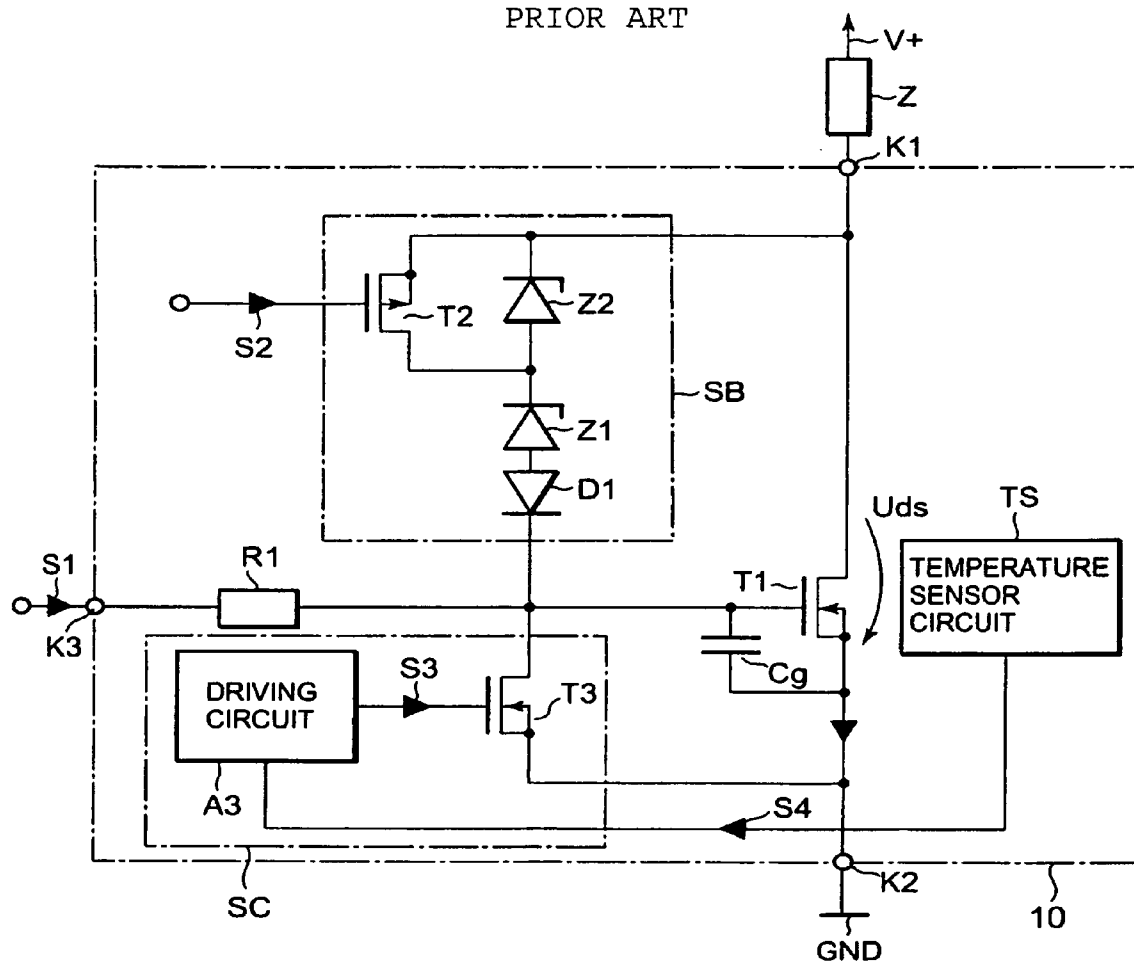 PRIOR ART
V+
Z
K1
T2
Z2
S2
SB
Z1
D1
Uds
TS
TEMPERATURE
SENSOR
CIRCUIT
S1
R1
T1
K3
Cg
DRIVING
CIRCUIT
S3
T3
A3
S4
SC
K2
10
GND